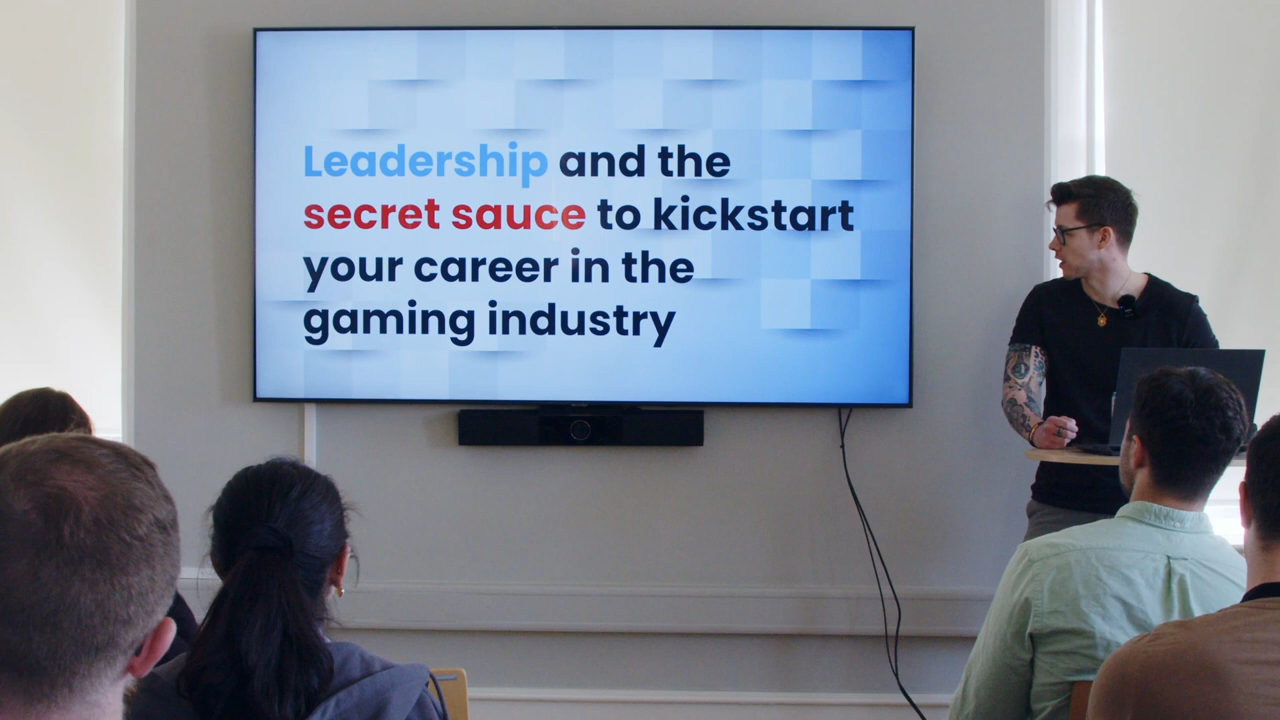 Leadership and the
secret sauce to kickstart
your career in the
gaming industry